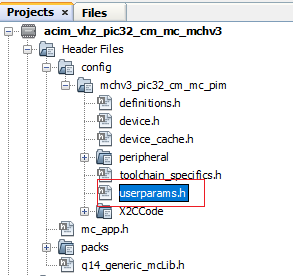 Projects × Files
acim_vhz_pic32_cm_mc_mchv3
Header Files
config
mchv3_pic32_cm_mc_pim
definitions.h
device.h
device_cache.h
peripheral
toolchain_specifics.h
userparams.h
X2CCode
mc_app.h
packs
q14_generic_mcLib.h